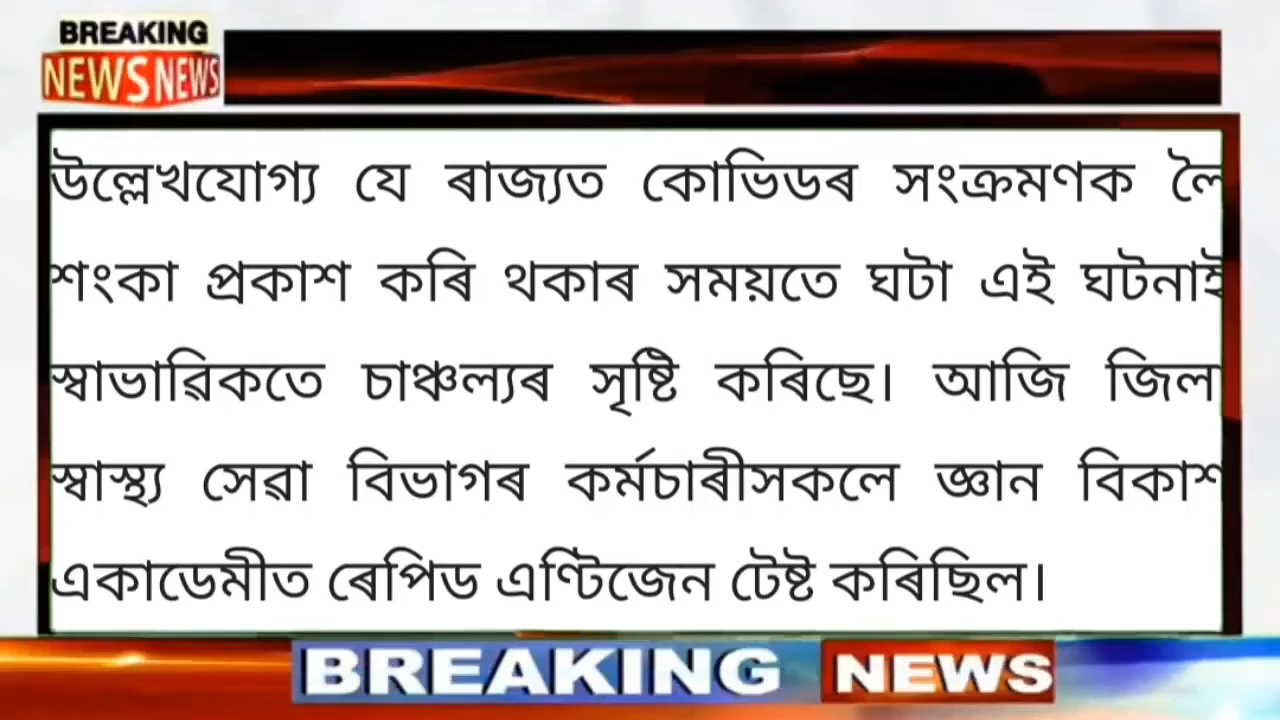 BREAKING
NEWS NEWS
উল্লেখযোগ্য যে ৰাজ্যত কোভিডৰ সংক্ৰমণক লৈ
শংকা প্ৰকাশ কৰি থকাৰ সময়তে ঘটা এই ঘটনাই
স্বাভাৱিকতে চাঞ্চল্যৰ সৃষ্টি কৰিছে। আজি জিলা
স্বাস্থ্য সেৱা বিভাগৰ কৰ্মচাৰীসকলে জ্ঞান বিকাশ
একাডেমীত ৰেপিড এণ্টিজেন টেষ্ট কৰিছিল।
BREAKING NEWS